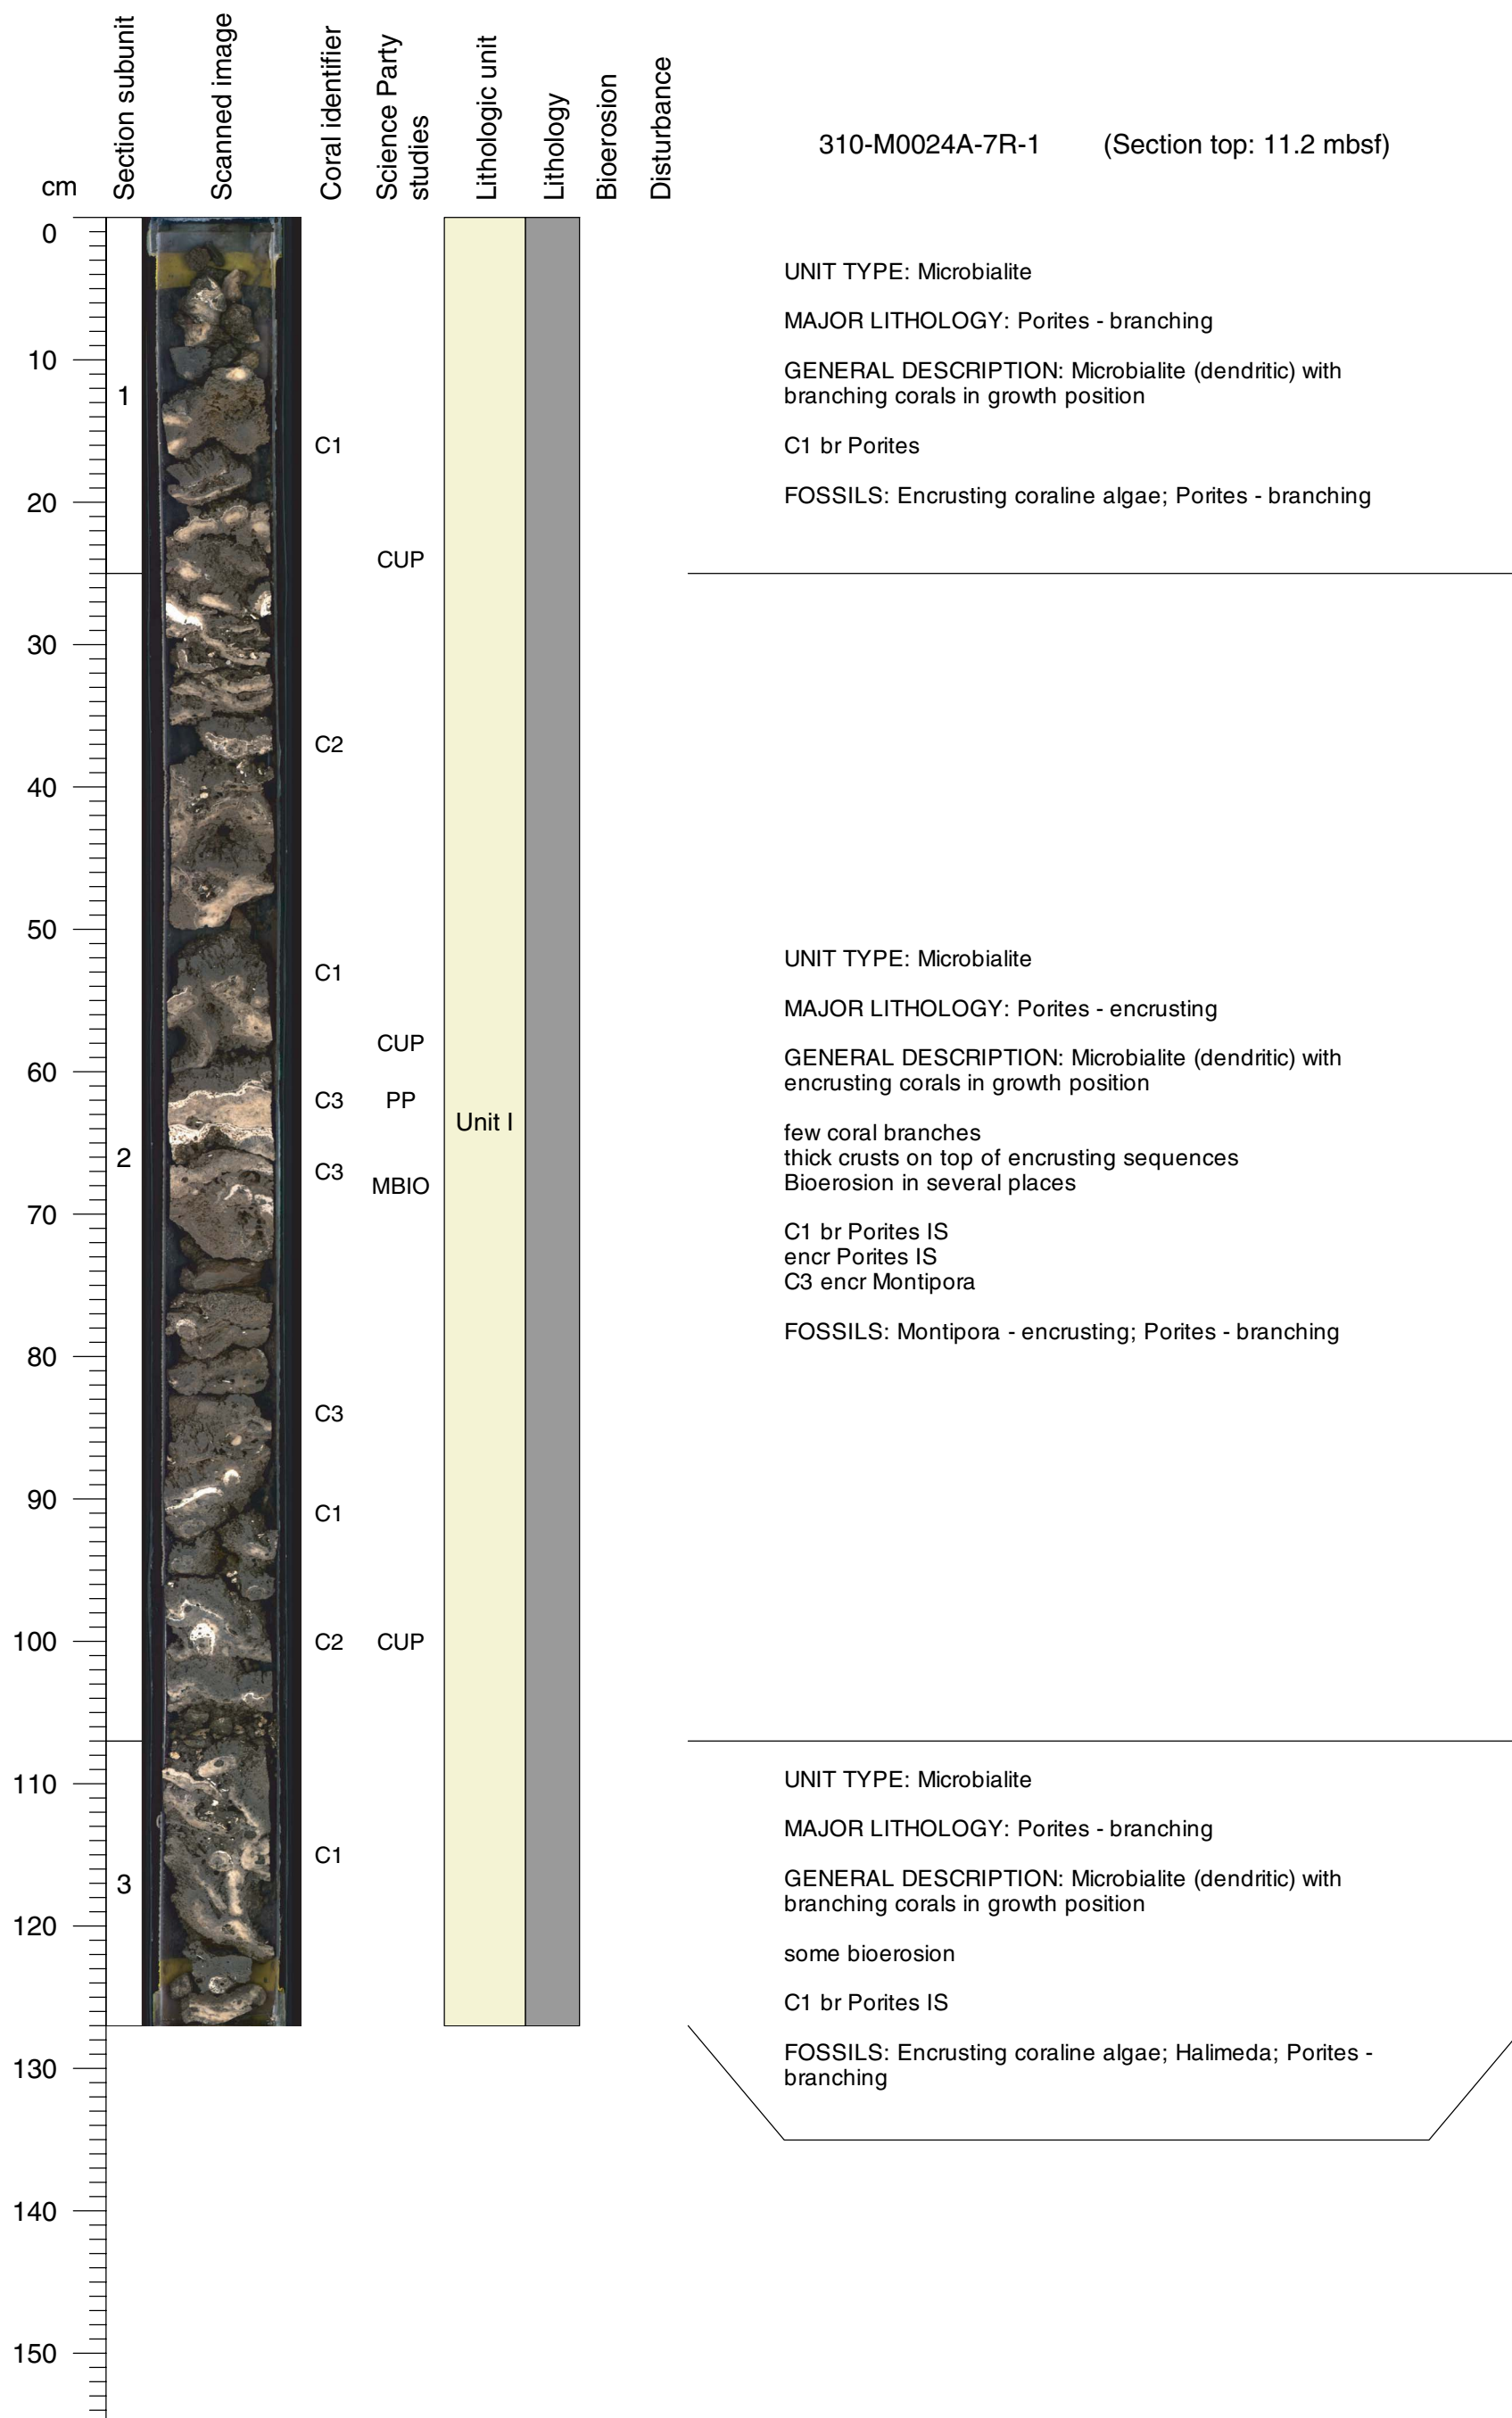 cm
Section subunit
Scanned image
Coral identifier
Science Party
studies
Lithologic unit
Lithology
Bioerosion
Disturbance
310-M0024A-7R-1 (Section top: 11.2 mbsf)
0
10
20
30
40
50
60
70
80
90
100
110
120
130
140
150
1
2
3
C1
C2
C1
C3
C3
C3
C1
C2
C1
CUP
CUP
PP
MBIO
CUP
Unit I
UNIT TYPE: Microbialite
MAJOR LITHOLOGY: Porites - branching
GENERAL DESCRIPTION: Microbialite (dendritic) with
branching corals in growth position
C1 br Porites
FOSSILS: Encrusting coraline algae; Porites - branching
UNIT TYPE: Microbialite
MAJOR LITHOLOGY: Porites - encrusting
GENERAL DESCRIPTION: Microbialite (dendritic) with
encrusting corals in growth position
few coral branches
thick crusts on top of encrusting sequences
Bioerosion in several places
C1 br Porites IS
encr Porites IS
C3 encr Montipora
FOSSILS: Montipora - encrusting; Porites - branching
UNIT TYPE: Microbialite
MAJOR LITHOLOGY: Porites - branching
GENERAL DESCRIPTION: Microbialite (dendritic) with
branching corals in growth position
some bioerosion
C1 br Porites IS
FOSSILS: Encrusting coraline algae; Halimeda; Porites -
branching